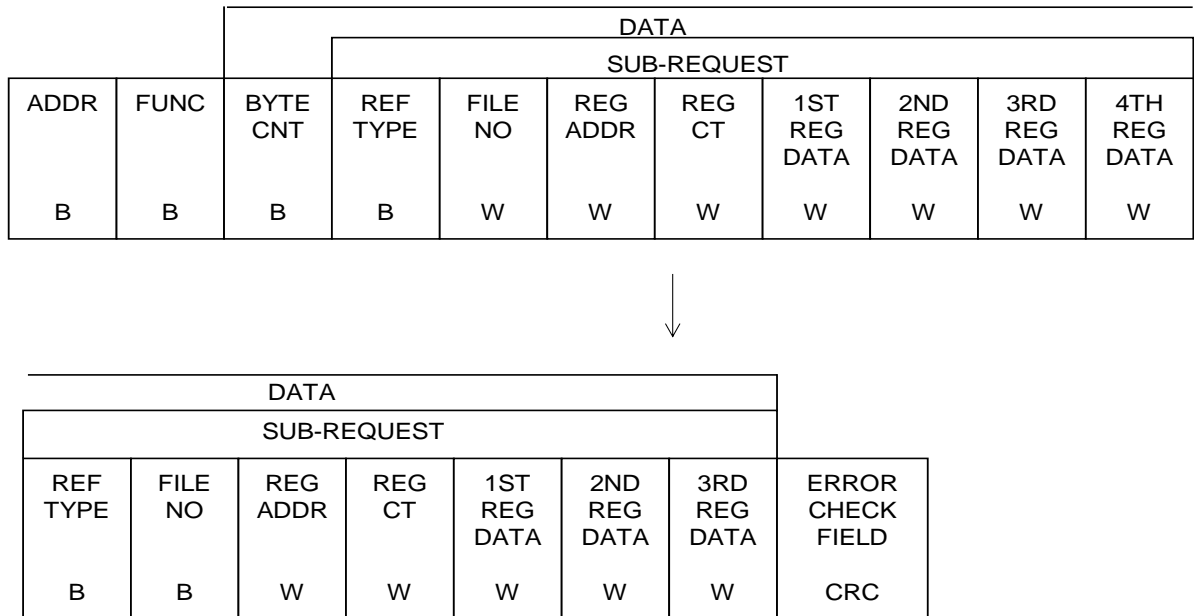 DATA
SUB-REQUEST
ADDR FUNC BYTE CNT REF TYPE FILE NO REG ADDR REG CT 1ST REG DATA 2ND REG DATA 3RD REG DATA 4TH REG DATA
B B B B W W W W W W W
DATA
SUB-REQUEST
REF TYPE FILE NO REG ADDR REG CT 1ST REG DATA 2ND REG DATA 3RD REG DATA ERROR CHECK FIELD
B B W W W W W CRC